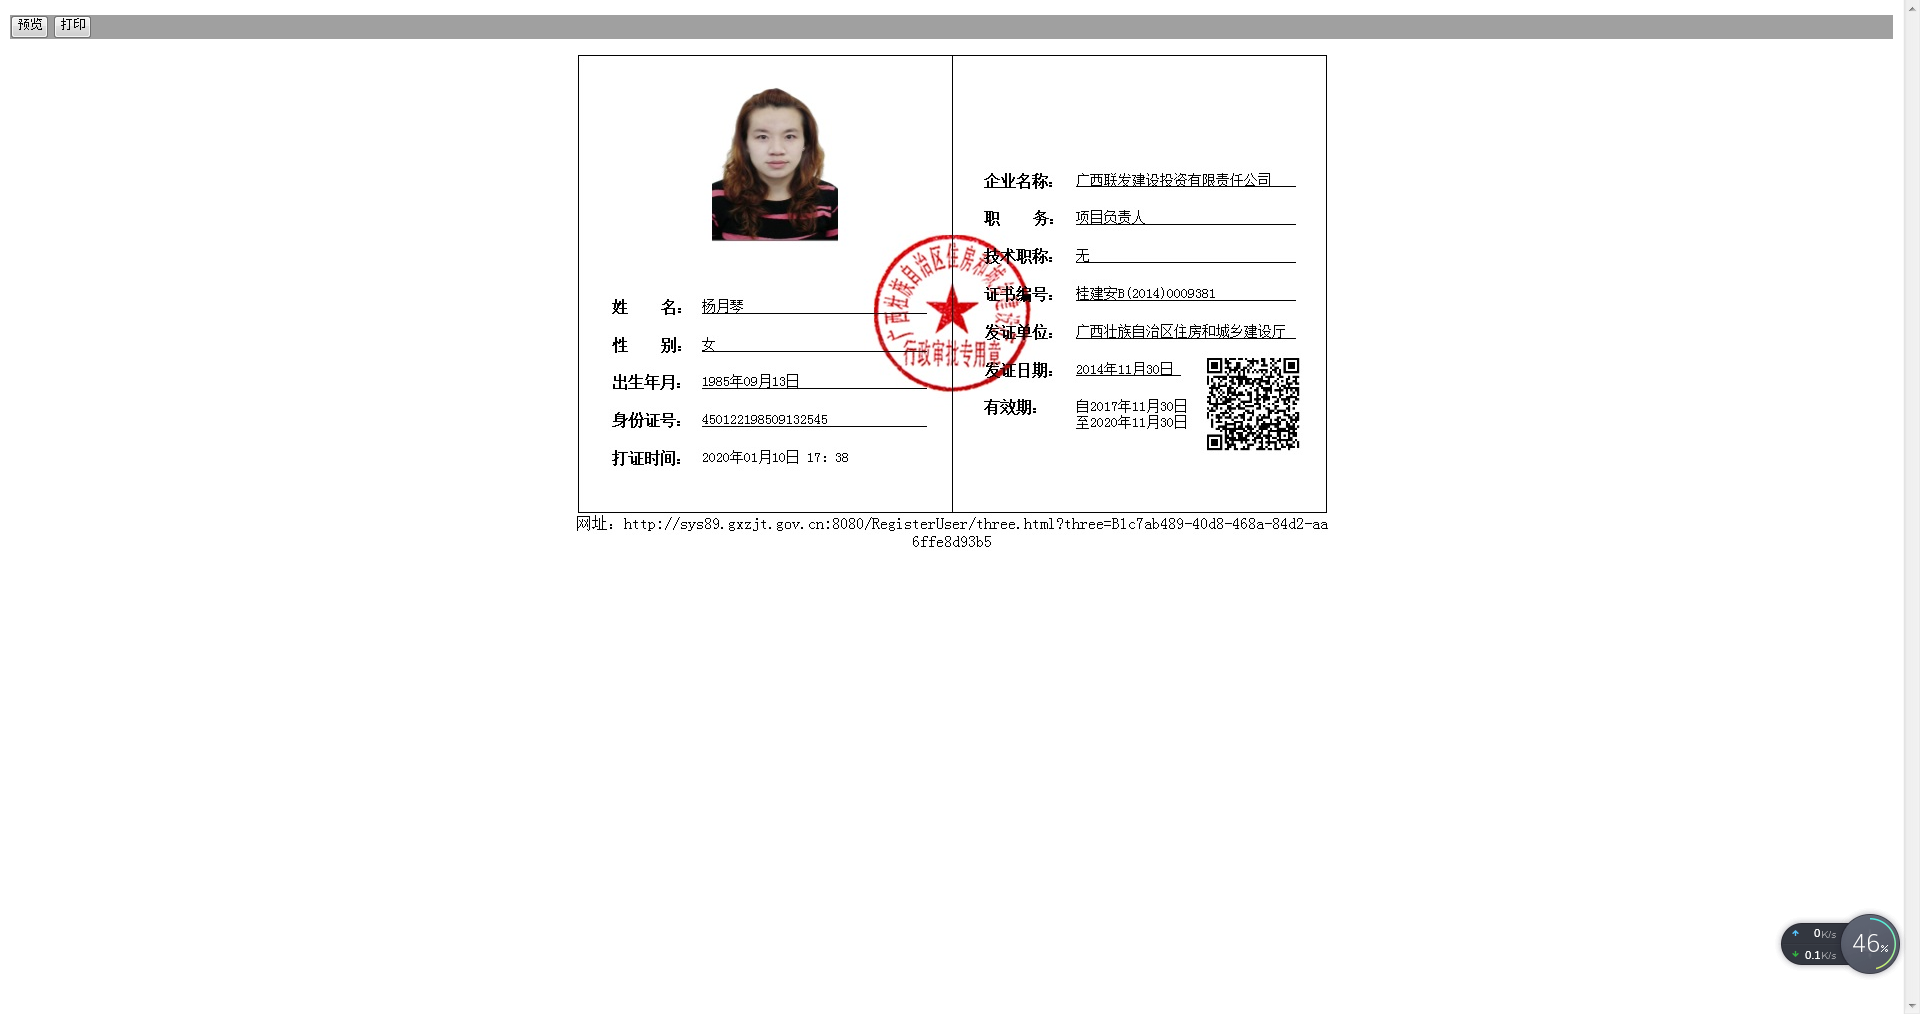 预览 打印
姓 名： 杨月琴
性 别： 女
出生年月： 1985年09月13日
身份证号： 450122198509132545
打证时间： 2020年01月10日 17：38
广西壮族自治区住房和城乡建设厅
行政审批专用章
企业名称： 广西联发建设投资有限责任公司
职 务： 项目负责人
技术职称： 无
证书编号： 桂建安B(2014)0009381
发证单位： 广西壮族自治区住房和城乡建设厅
发证日期： 2014年11月30日
有效期： 自2017年11月30日
至2020年11月30日
网址：http://sys89.gxzjt.gov.cn:8080/RegisterUser/three.html?three=B1c7ab489-40d8-468a-84d2-aa
6ffe8d93b5
0K/s
0.1K/s
46%